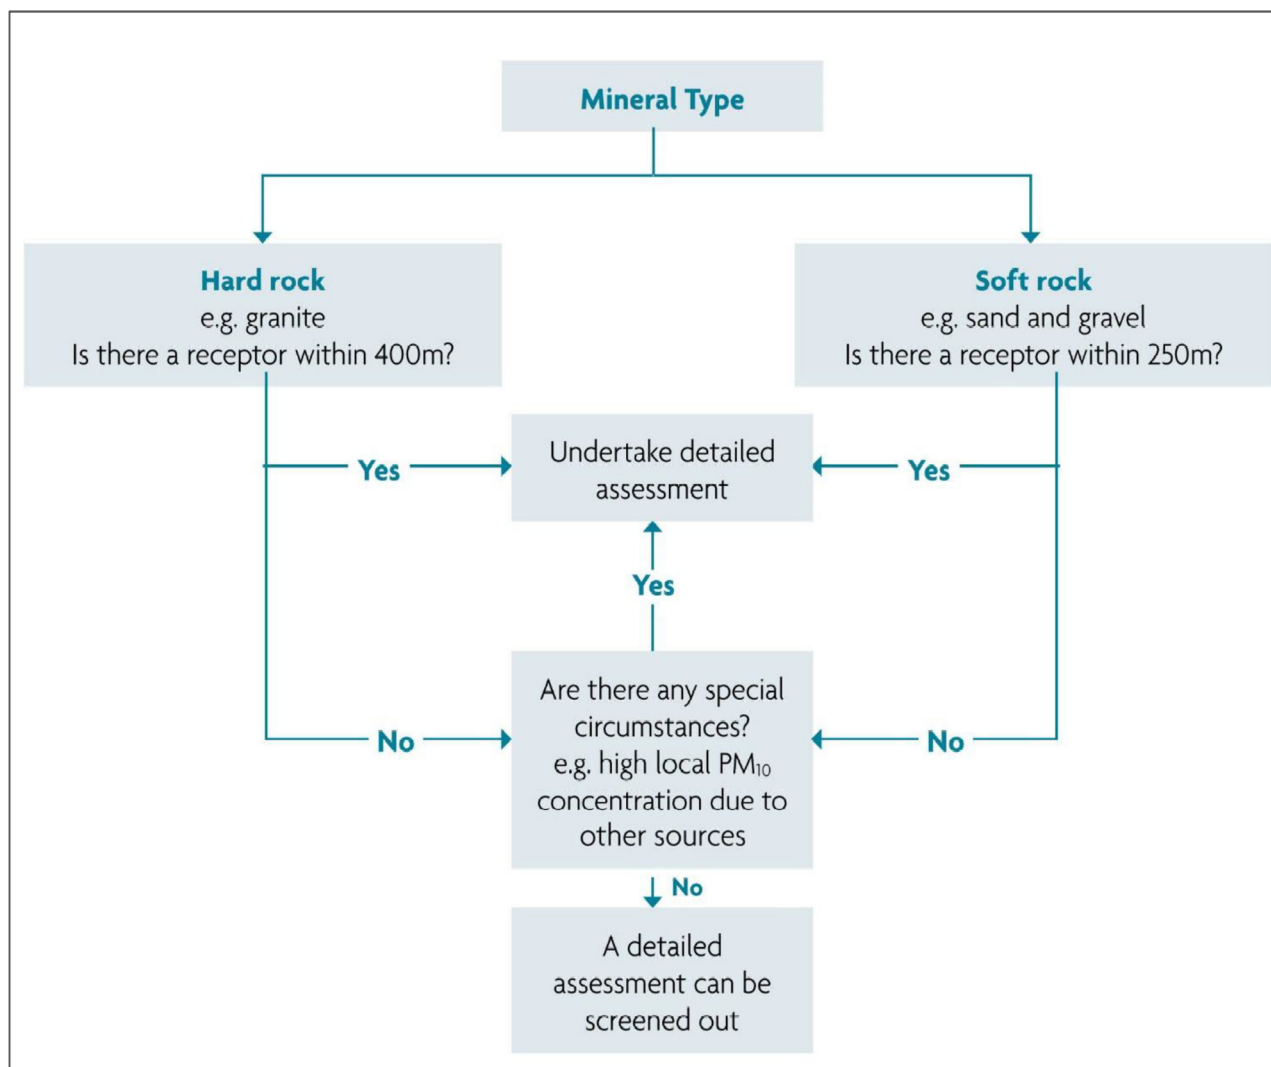 Mineral Type
Hard rock
e.g. granite
Is there a receptor within 400m?
Soft rock
e.g. sand and gravel
Is there a receptor within 250m?
Undertake detailed
assessment
Yes
Yes
Yes
Are there any special
circumstances?
e.g. high local PM₁₀
concentration due to
other sources
No
No
No
A detailed
assessment can be
screened out